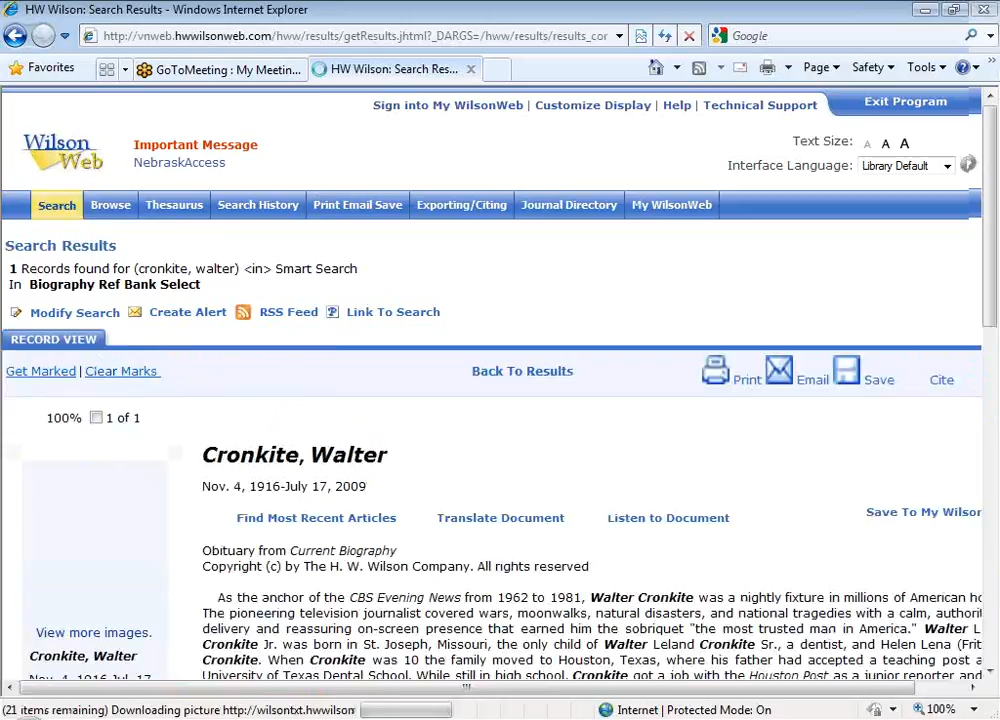 HW Wilson: Search Results - Windows Internet Explorer
http://vnweb.hwwilsonweb.com/hww/results/getResults.jhtml?_DARGS=/hww/results/results_cor
Google
Favorites
GoToMeeting : My Meetin...
HW Wilson: Search Res...
Page
Safety
Tools
Sign into My WilsonWeb | Customize Display | Help | Technical Support
Exit Program
Wilson
Web
Important Message
NebraskAccess
Text Size: A A A
Interface Language: Library Default
Search
Browse
Thesaurus
Search History
Print Email Save
Exporting/Citing
Journal Directory
My WilsonWeb
Search Results
1 Records found for (cronkite, walter) <in> Smart Search
In Biography Ref Bank Select
Modify Search
Create Alert
RSS Feed
Link To Search
RECORD VIEW
Get Marked | Clear Marks
Back To Results
Print
Email
Save
Cite
100% 1 of 1
Cronkite, Walter
Nov. 4, 1916-July 17, 2009
Find Most Recent Articles
Translate Document
Listen to Document
Save To My Wilson
Obituary from Current Biography
Copyright (c) by The H. W. Wilson Company. All rights reserved
As the anchor of the CBS Evening News from 1962 to 1981, Walter Cronkite was a nightly fixture in millions of American
The pioneering television journalist covered wars, moonwalks, natural disasters, and national tragedies with a calm,
delivery and reassuring on-screen presence that earned him the sobriquet "the most trusted man in America." Walter L
Cronkite Jr. was born in St. Joseph, Missouri, the only child of Walter Leland Cronkite Sr., a dentist, and Helen Lena (Frit
Cronkite. When Cronkite was 10 the family moved to Houston, Texas, where his father had accepted a teaching post a
University of Texas Dental School. While still in high school, Cronkite got a job with the Houston Post as a junior reporter and
View more images.
Cronkite, Walter
Nov. 4, 1916-July 17,
(21 items remaining) Downloading picture http://wilsontxt.hwwilson
Internet | Protected Mode: On
100%